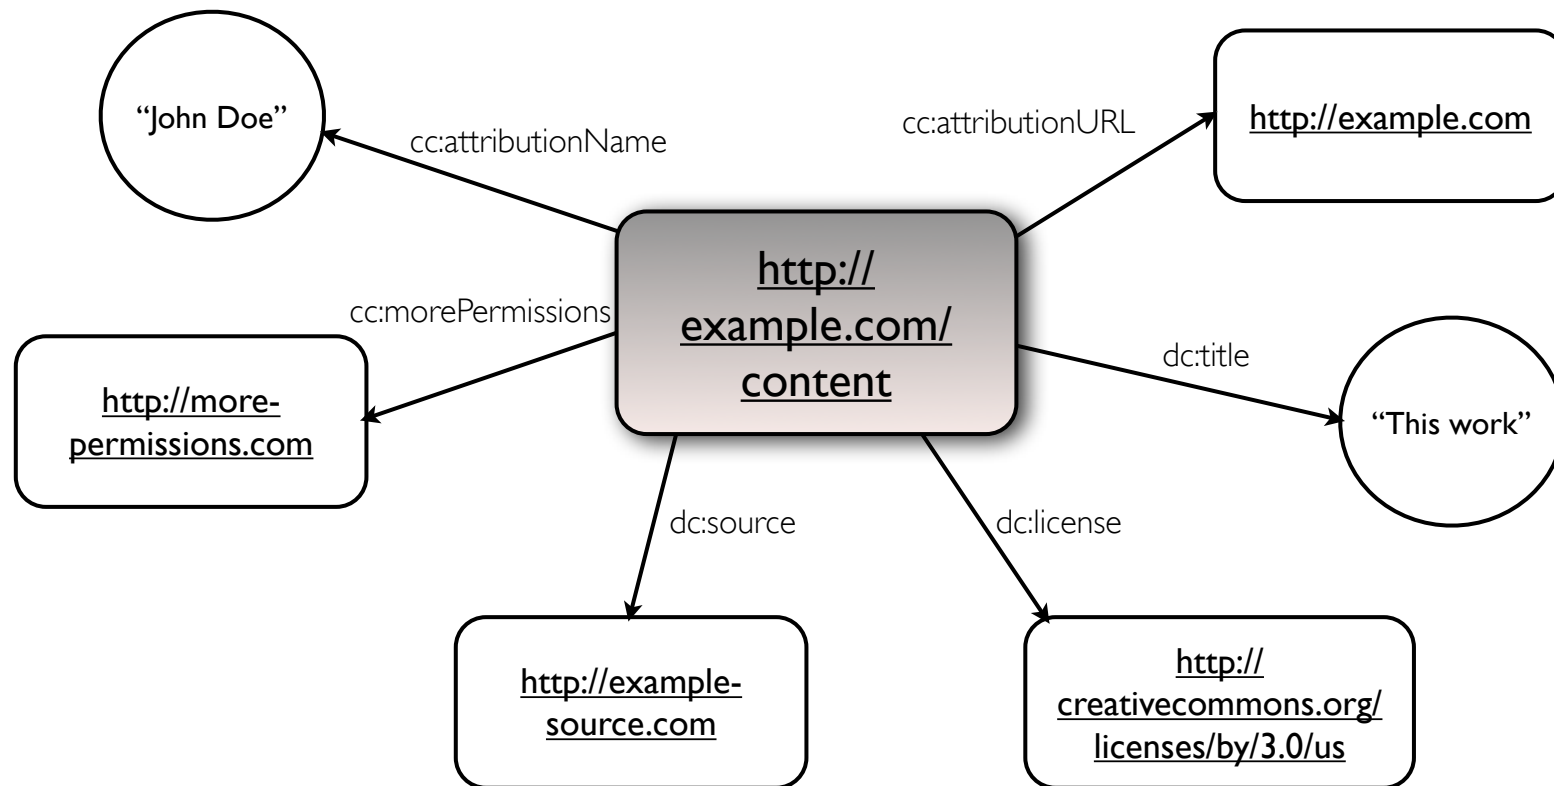 “John Doe”
cc:attributionName
cc:attributionURL
http://example.com
http://
example.com/
content
cc:morePermissions
http://more-
permissions.com
dc:title
“This work”
dc:source
dc:license
http://example-
source.com
http://
creativecommons.org/
licenses/by/3.0/us